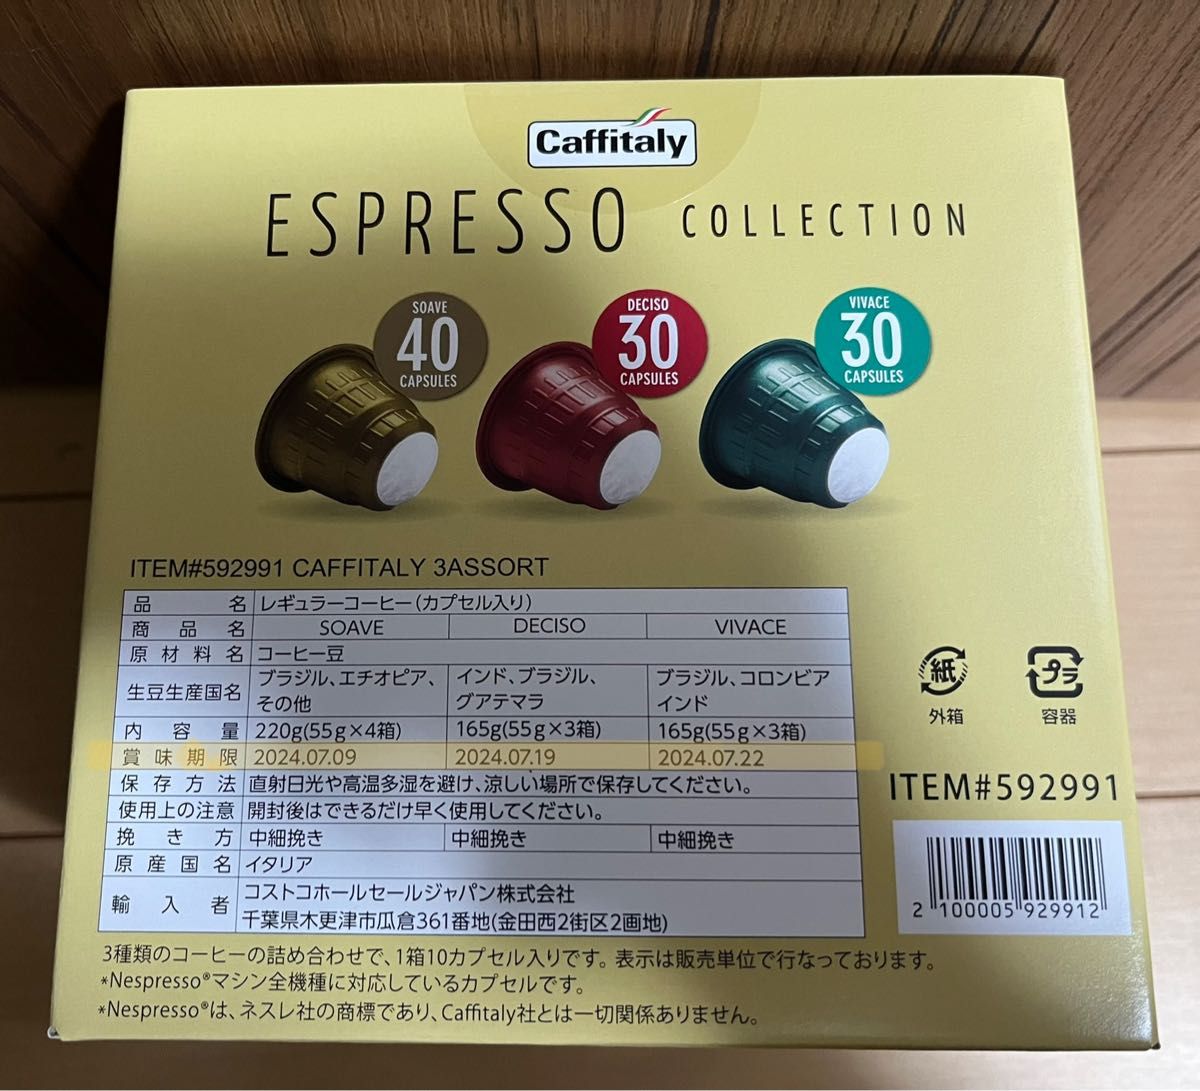 Caffitaly
ESPRESSO COLLECTION
SOAVE
40
CAPSULES
DECISO
30
CAPSULES
VIVACE
30
CAPSULES
ITEM#592991 CAFFITALY 3ASSORT
品名 レギュラーコーヒー(カプセル入り)
商品名 SOAVE DECISO VIVACE
原材料名 コーヒー豆
生豆生産国名 ブラジル、エチオピア、 インド、ブラジル、 ブラジル、コロンビア
その他 グアテマラ インド
内容量 220g(55g×4箱) 165g(55g×3箱) 165g(55g×3箱)
賞味期限 2024.07.09 2024.07.19 2024.07.22
保存方法 直射日光や高温多湿を避け、涼しい場所で保存してください。
使用上の注意 開封後はできるだけ早く使用してください。
挽き方 中細挽き 中細挽き 中細挽き
原産国名 イタリア
輸入者 コストコホールセールジャパン株式会社
千葉県木更津市瓜倉361番地(金田西2街区2画地)
紙
外箱
プラ
容器
ITEM#592991
2 100005 929912
3種類のコーヒーの詰め合わせで、1箱10カプセル入りです。表示は販売単位で行なっております。
*Nespresso®マシン全機種に対応しているカプセルです。
*Nespresso®は、ネスレ社の商標であり、Caffitaly社とは一切関係ありません。